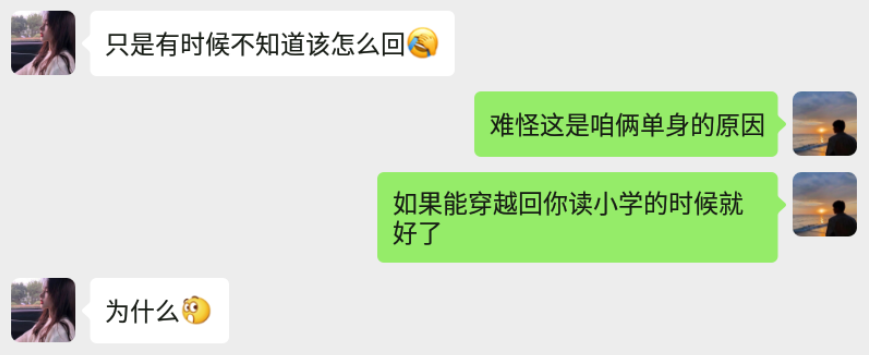 只是有时候不知道该怎么回🤦
难怪这是咱俩单身的原因
如果能穿越回你读小学的时候就
好了
为什么